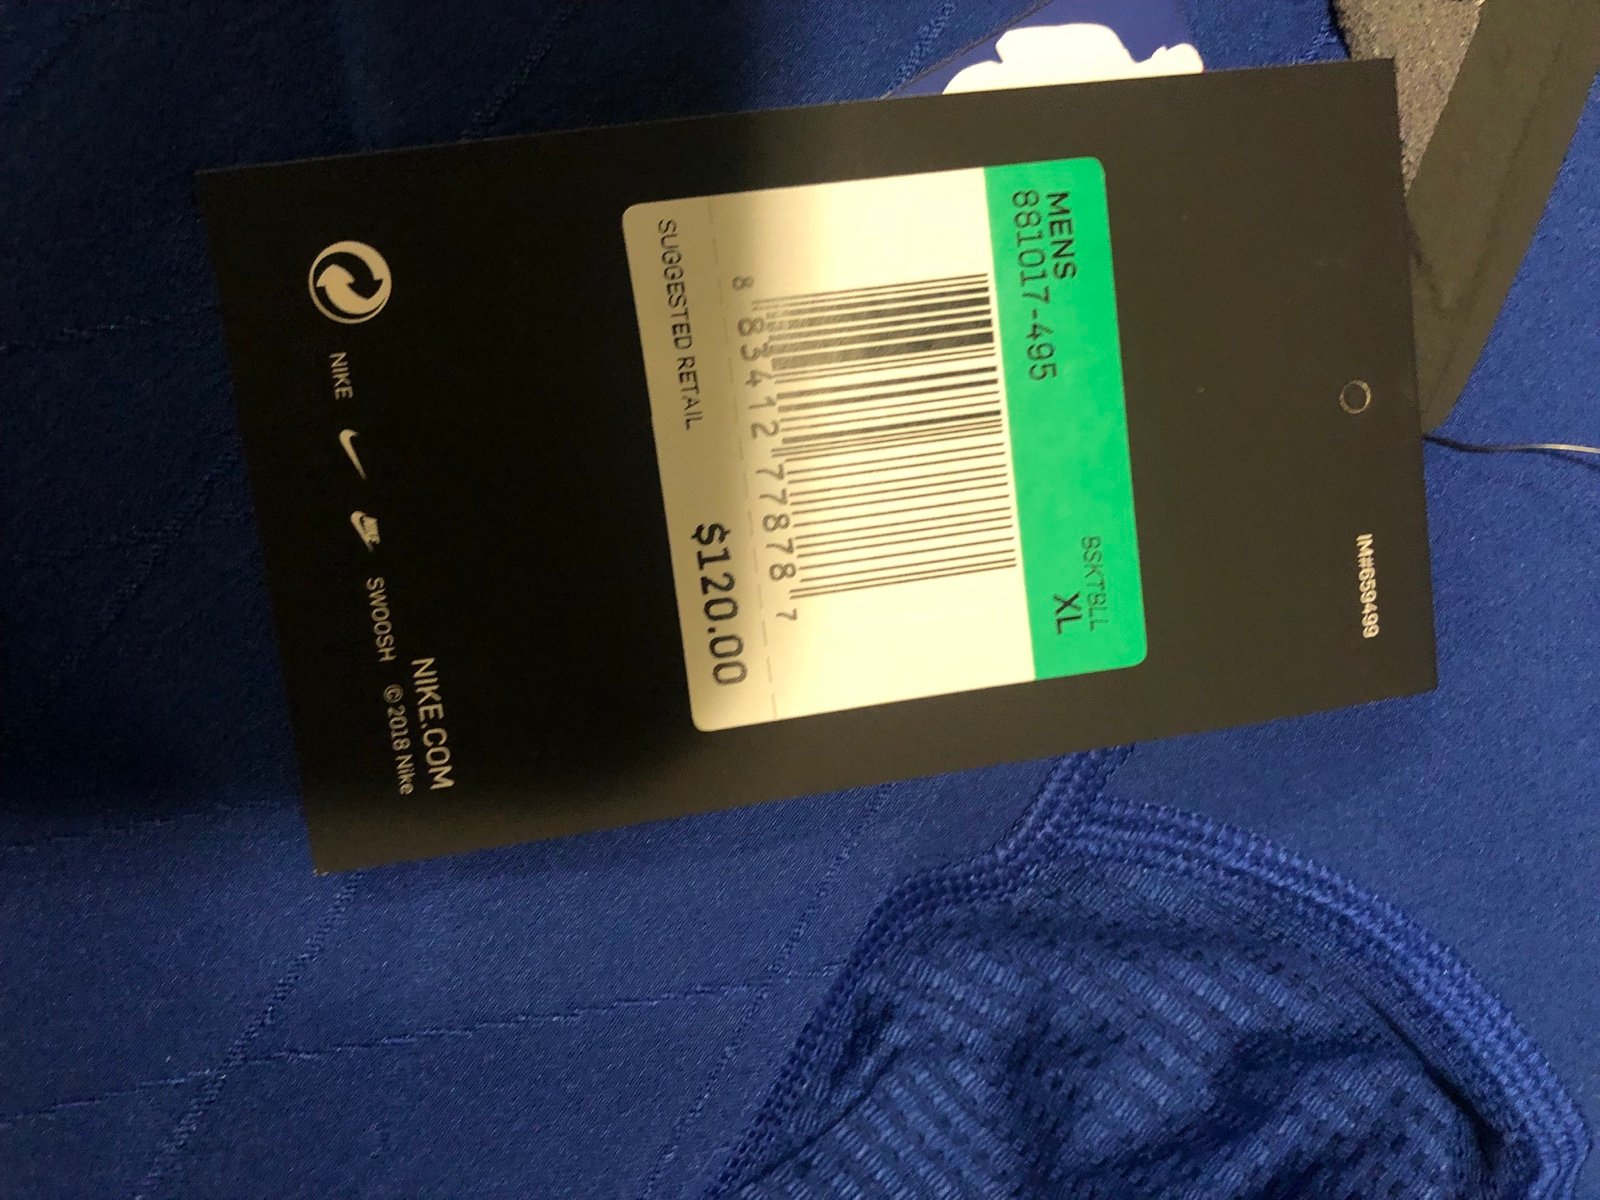 IM#659499
MENS
881017-495
BSKTBLL
XL
8 83412 77878 7
SUGGESTED RETAIL
$120.00
NIKE.COM
NIKE
SWOOSH © 2018 Nike